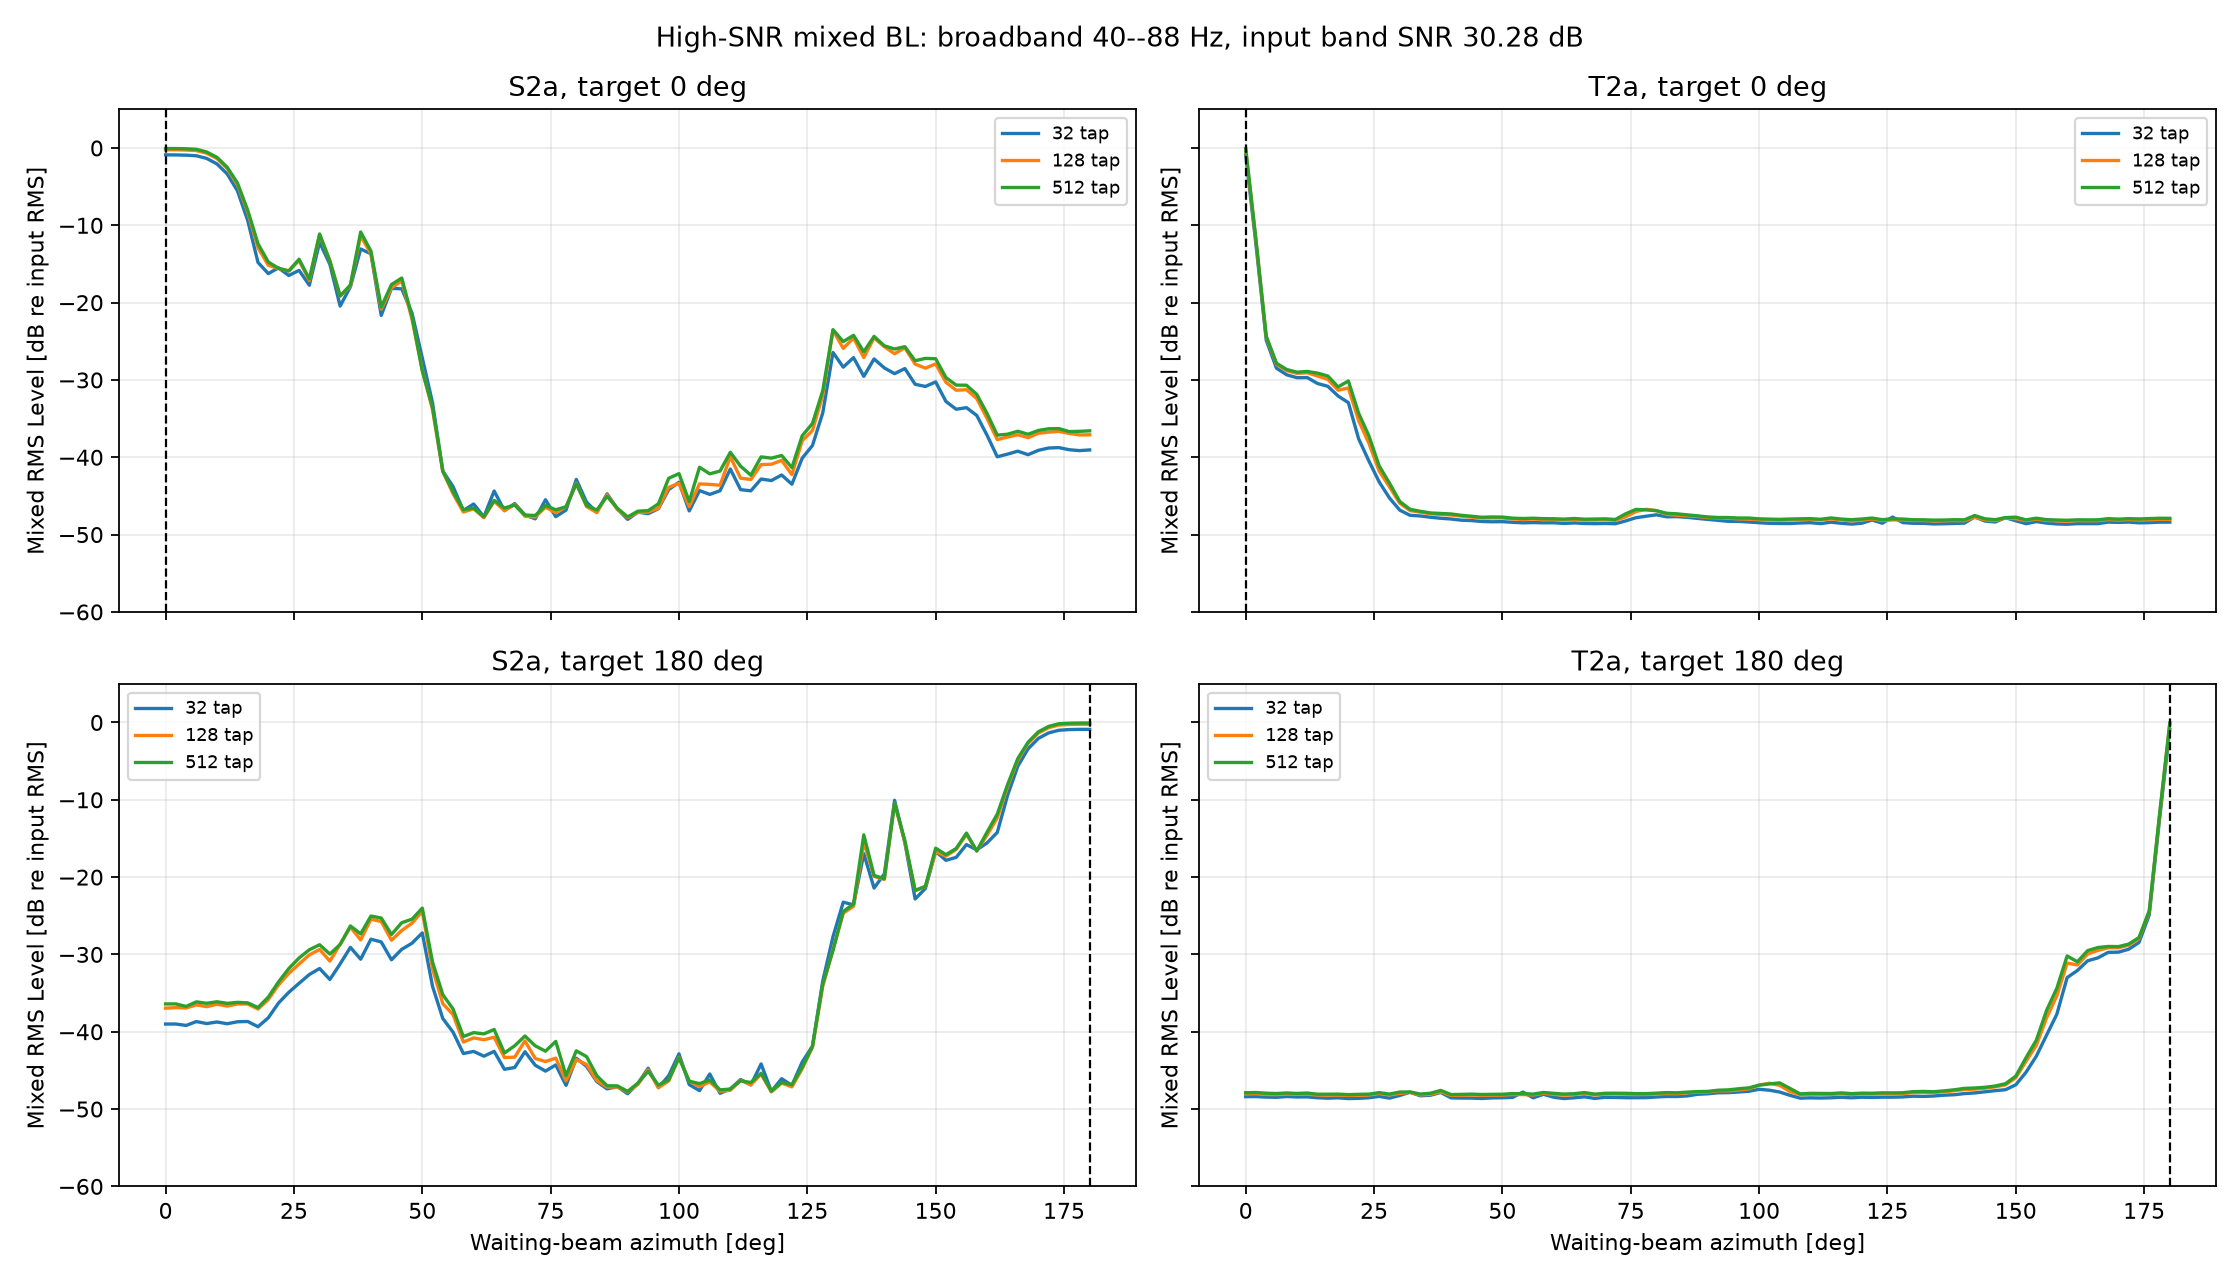 High-SNR mixed BL: broadband 40--88 Hz, input band SNR 30.28 dB
S2a, target 0 deg
Mixed RMS Level [dB re input RMS]
0
−10
−20
−30
−40
−50
−60
32 tap
128 tap
512 tap
T2a, target 0 deg
Mixed RMS Level [dB re input RMS]
32 tap
128 tap
512 tap
S2a, target 180 deg
Mixed RMS Level [dB re input RMS]
0
−10
−20
−30
−40
−50
−60
32 tap
128 tap
512 tap
0 25 50 75 100 125 150 175
Waiting-beam azimuth [deg]
T2a, target 180 deg
Mixed RMS Level [dB re input RMS]
32 tap
128 tap
512 tap
0 25 50 75 100 125 150 175
Waiting-beam azimuth [deg]